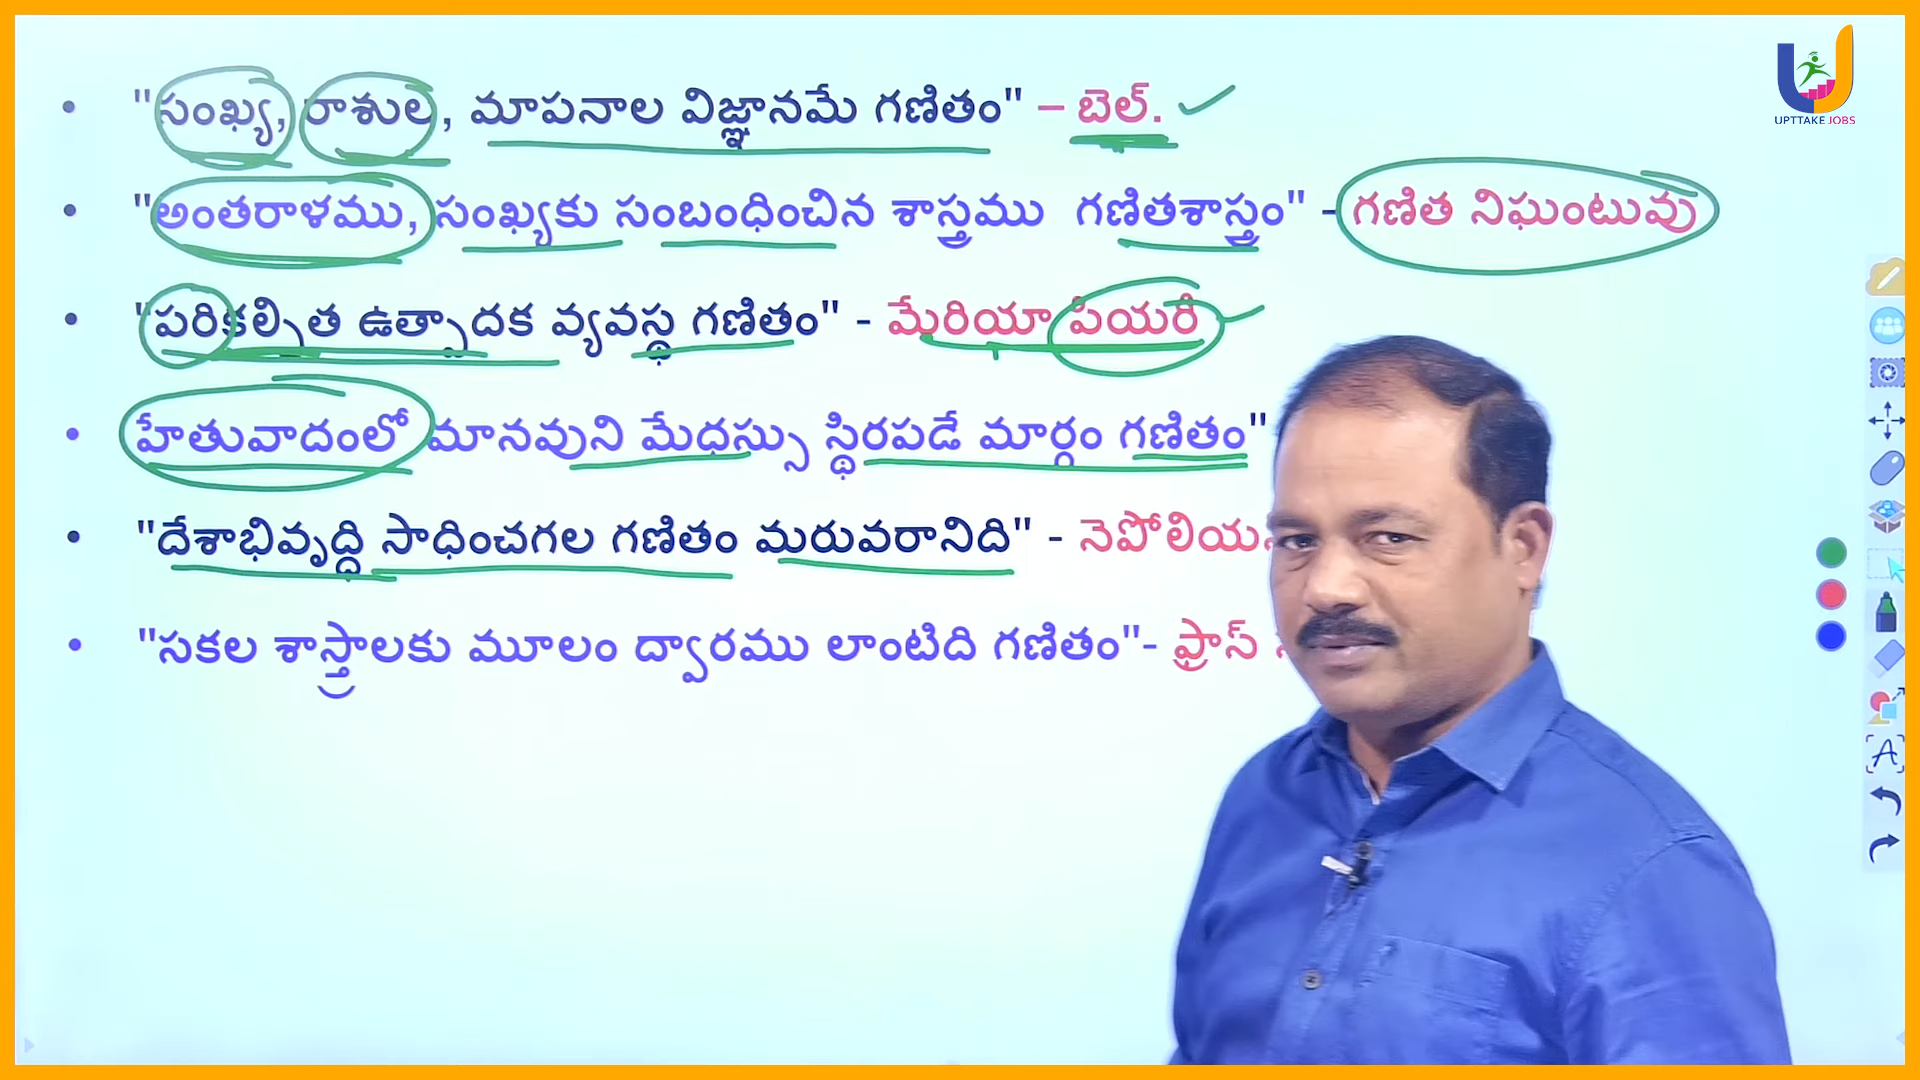 • "సంఖ్య, రాశుల, మాపనాల విజ్ఞానమే గణితం" – బెల్.
• "అంతరాళము, సంఖ్యకు సంబంధించిన శాస్త్రము గణితశాస్త్రం" - గణిత నిఘంటువు
• "పరికల్పిత ఉత్పాదక వ్యవస్థ గణితం" - మేరియా పియరి
• హేతువాదంలో మానవుని మేధస్సు స్థిరపడే మార్గం గణితం"
• "దేశాభివృద్ధి సాధించగల గణితం మరువరానిది" - నెపోలియ
• "సకల శాస్త్రాలకు మూలం ద్వారము లాంటిది గణితం"- ఫ్రాస్
UPTTAKE JOBS